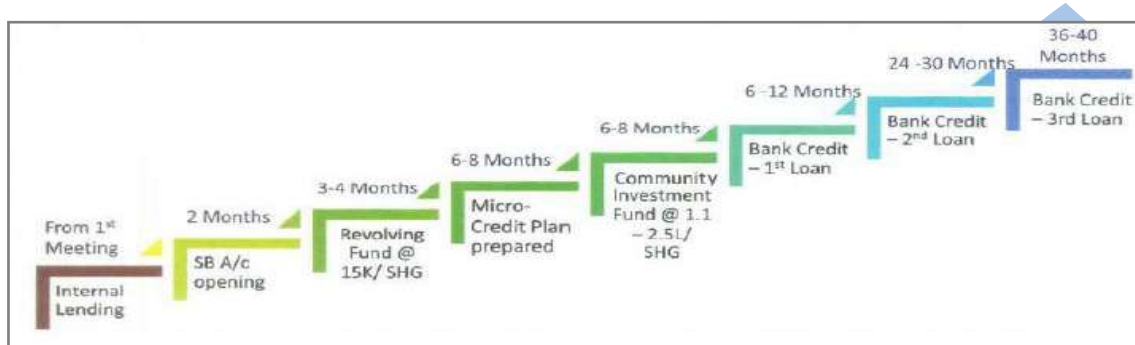 From 1st
Meeting
Internal
Lending
2 Months
SB A/c
opening
3-4 Months
Revolving
Fund @
15K/ SHG
6-8 Months
Micro-
Credit Plan
prepared
6-8 Months
Community
Investment
Fund @ 1.1
– 2.5L/
SHG
6 -12 Months
Bank Credit
– 1st Loan
24 -30 Months
Bank Credit
– 2nd Loan
36-40
Months
Bank Credit
– 3rd Loan